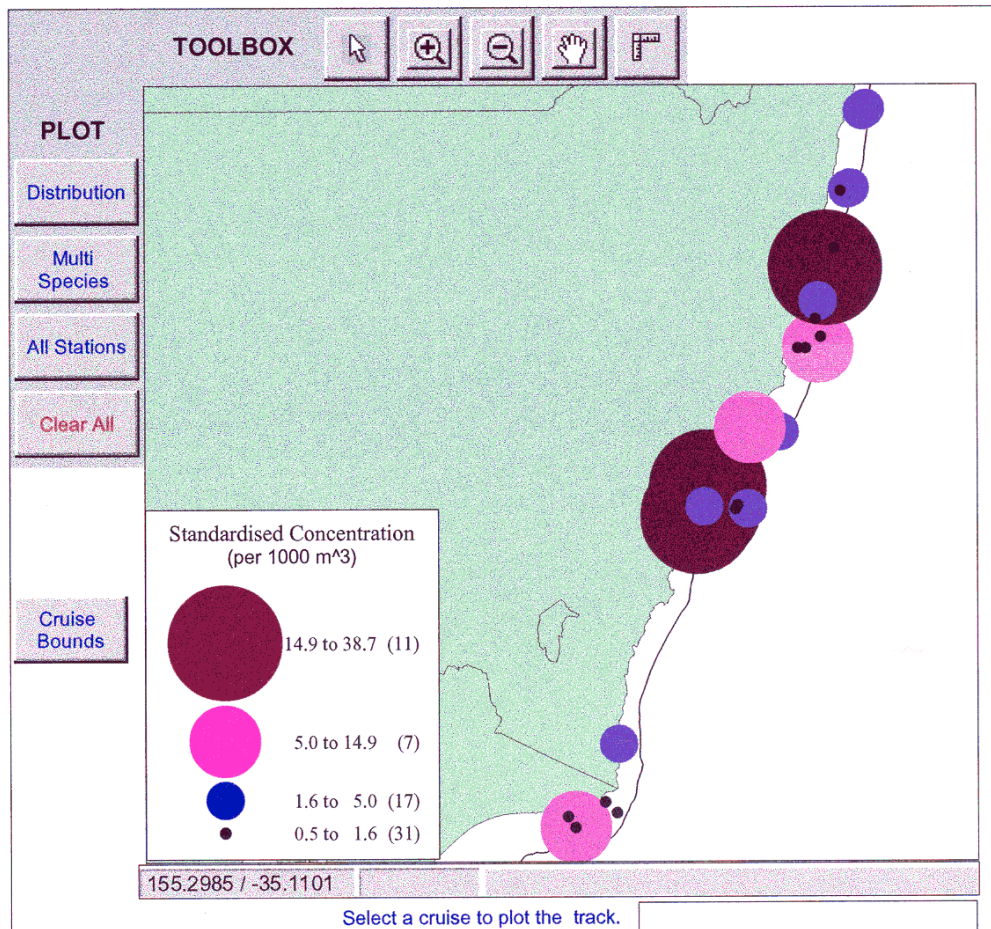 TOOLBOX
PLOT
Distribution
Multi
Species
All Stations
Clear All
Cruise
Bounds
Standardised Concentration
(per 1000 m^3)
14.9 to 38.7 (11)
5.0 to 14.9 (7)
1.6 to 5.0 (17)
0.5 to 1.6 (31)
155.2985 / -35.1101
Select a cruise to plot the track.